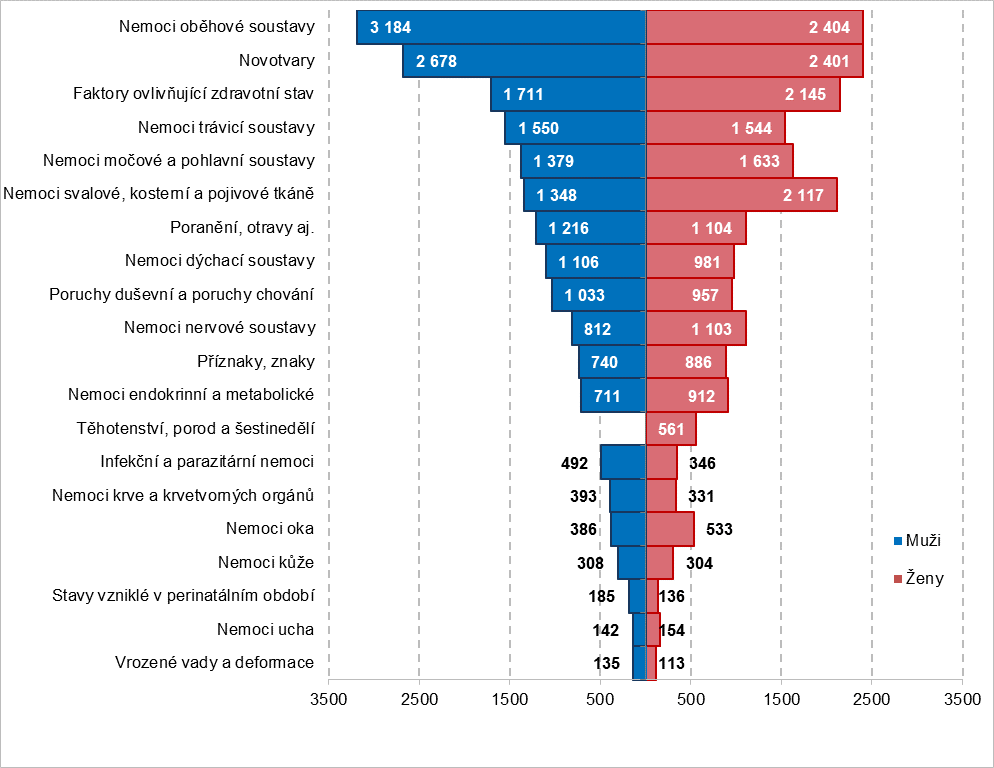 Nemoci oběhové soustavy 3 184 2 404
Novotvary 2 678 2 401
Faktory ovlivňující zdravotní stav 1 711 2 145
Nemoci trávicí soustavy 1 550 1 544
Nemoci močové a pohlavní soustavy 1 379 1 633
Nemoci svalové, kosterní a pojivové tkáně 1 348 2 117
Poranění, otravy aj. 1 216 1 104
Nemoci dýchací soustavy 1 106 981
Poruchy duševní a poruchy chování 1 033 957
Nemoci nervové soustavy 812 1 103
Příznaky, znaky 740 886
Nemoci endokrinní a metabolické 711 912
Těhotenství, porod a šestinedělí 561
Infekční a parazitární nemoci 492 346
Nemoci krve a krvetvorných orgánů 393 331
Nemoci oka 386 533
Nemoci kůže 308 304
Stavy vzniklé v perinatálním období 185 136
Nemoci ucha 142 154
Vrozené vady a deformace 135 113
3500 2500 1500 500 500 1500 2500 3500
Muži
Ženy